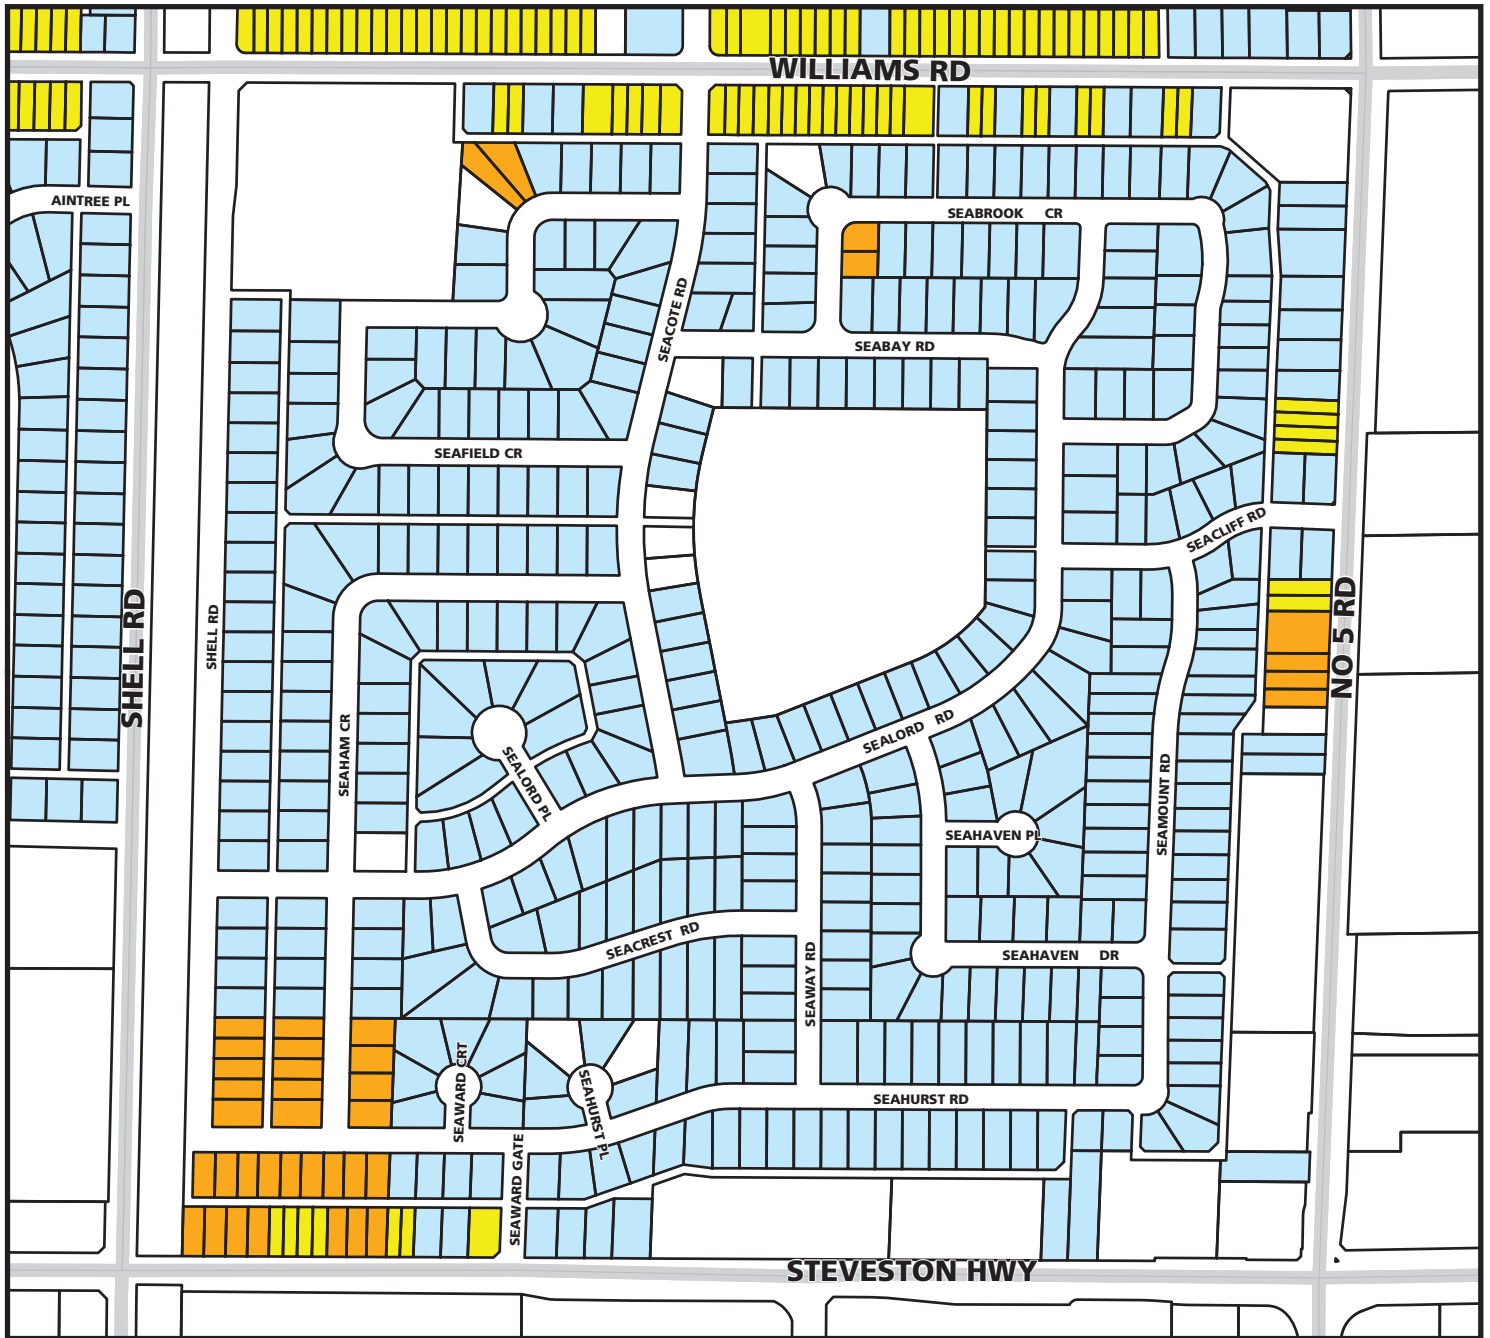 WILLIAMS RD
AINTREE PL
SEABROOK CR
SEACOTE RD
SEABAY RD
SEAFIELD CR
SEACLIFF RD
SHELL RD
SHELL RD
NO 5 RD
SEAHAM CR
SEALORD PL
SEALORD RD
SEAMOUNT RD
SEAHAVEN PL
SEACREST RD
SEAWAY RD
SEAHAVEN DR
SEAWARD CRT
SEAHURST PL
SEAHURST RD
SEAWARD GATE
STEVESTON HWY